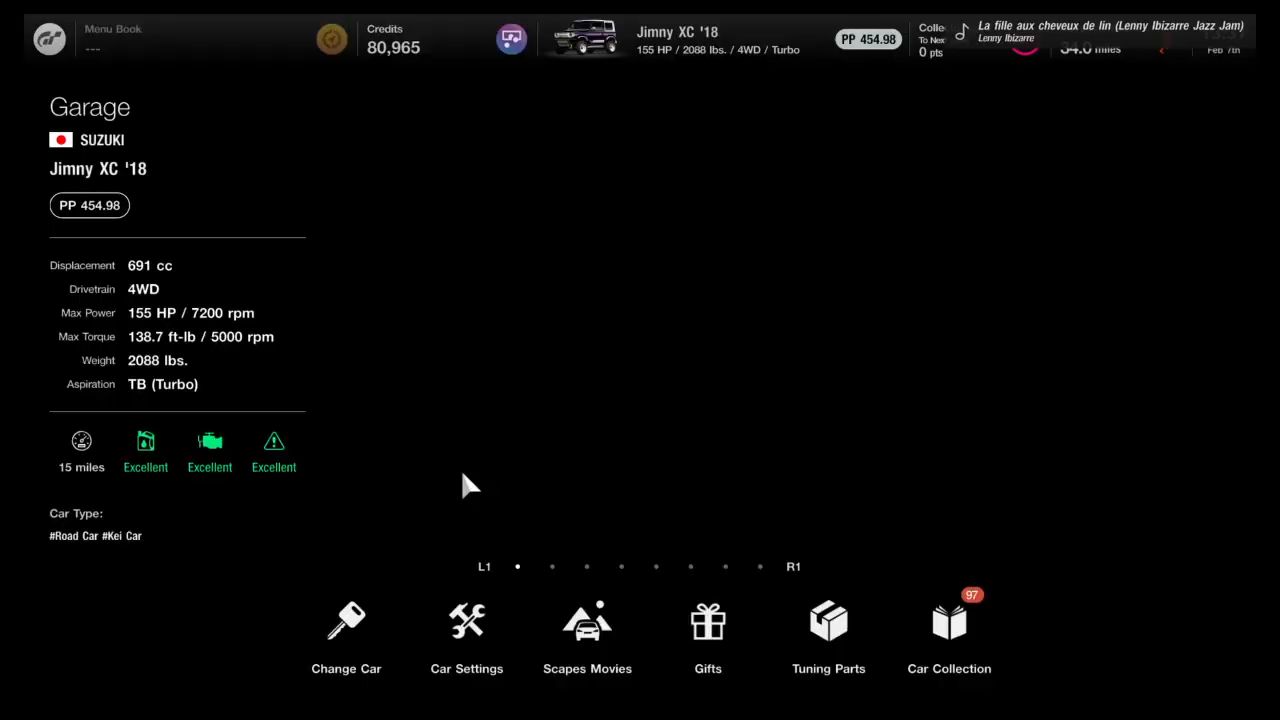 Menu Book
---
Credits
80,965
Jimny XC '18
155 HP / 2088 lbs. / 4WD / Turbo
PP 454.98
Colle
To Nex
0 pts
La fille aux cheveux de lin (Lenny Ibizarre Jazz Jam)
Lenny Ibizarre
34.0 miles
Feb 7th
Garage
SUZUKI
Jimny XC '18
PP 454.98
Displacement 691 cc
Drivetrain 4WD
Max Power 155 HP / 7200 rpm
Max Torque 138.7 ft-lb / 5000 rpm
Weight 2088 lbs.
Aspiration TB (Turbo)
15 miles Excellent Excellent Excellent
Car Type:
#Road Car #Kei Car
L1 R1
97
Change Car Car Settings Scapes Movies Gifts Tuning Parts Car Collection